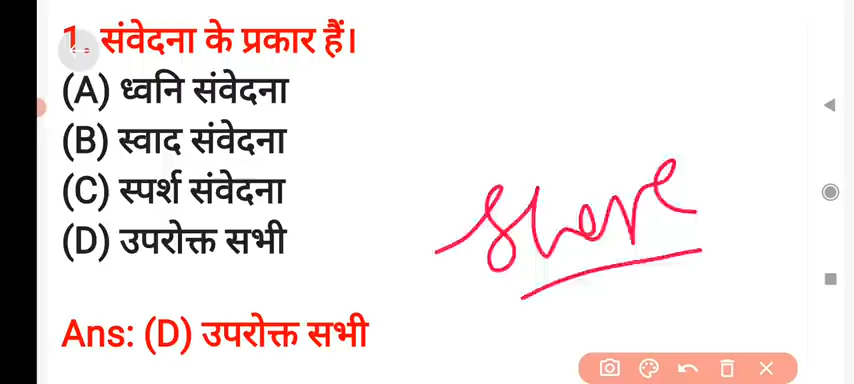 1. संवेदना के प्रकार हैं।
(A) ध्वनि संवेदना
(B) स्वाद संवेदना
(C) स्पर्श संवेदना
(D) उपरोक्त सभी
Share
Ans: (D) उपरोक्त सभी